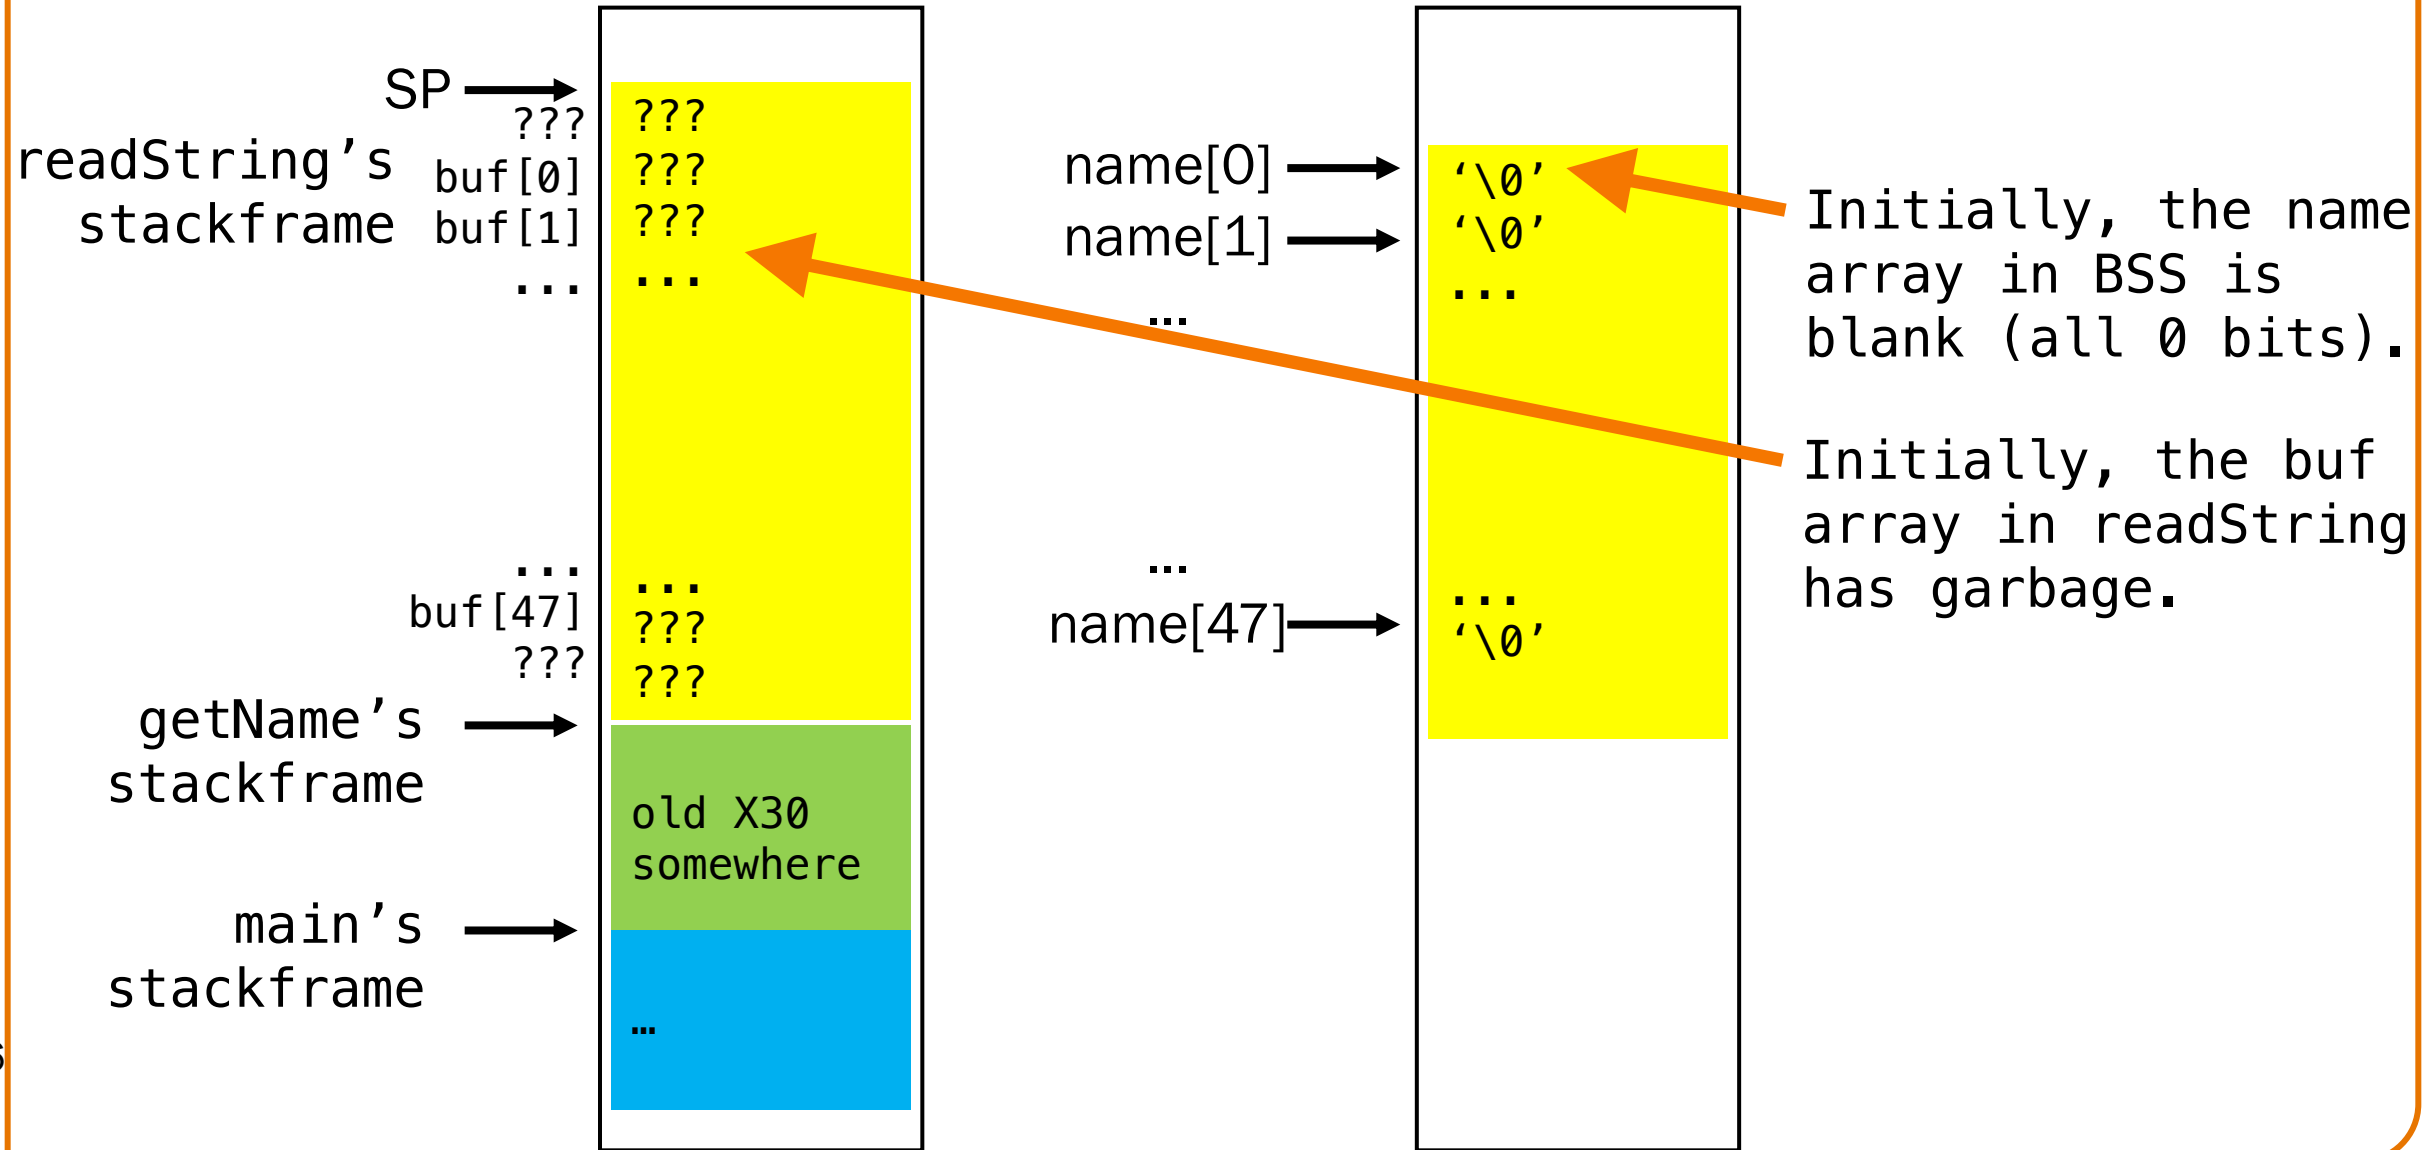 SP
???
readString’s
stackframe
buf[0]
buf[1]
...
...
buf[47]
???
getName’s
stackframe
main’s
stackframe
s
???
???
???
...
...
???
???
old X30
somewhere
…
name[0]
name[1]
...
...
name[47]
‘\0’
‘\0’
...
...
‘\0’
Initially, the name
array in BSS is
blank (all 0 bits).
Initially, the buf
array in readString
has garbage.